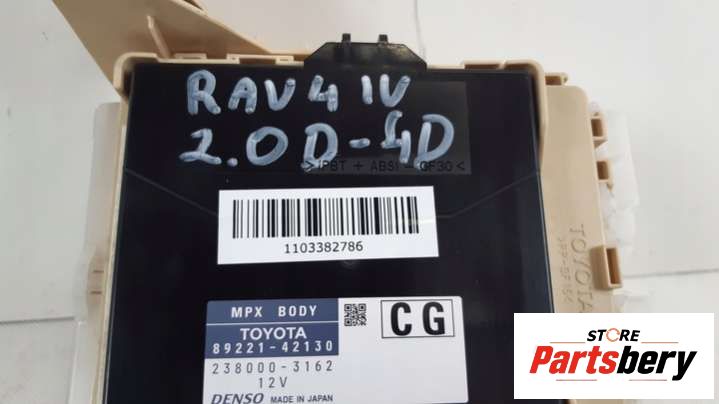 RAV4 IV
2.0 D-4D
>(PBT + ABS)-GF30<
1103382786
MPX BODY
TOYOTA
89221-42130
238000-3162
12V
DENSO MADE IN JAPAN
CG
TOYOTA
STORE
Partsbery